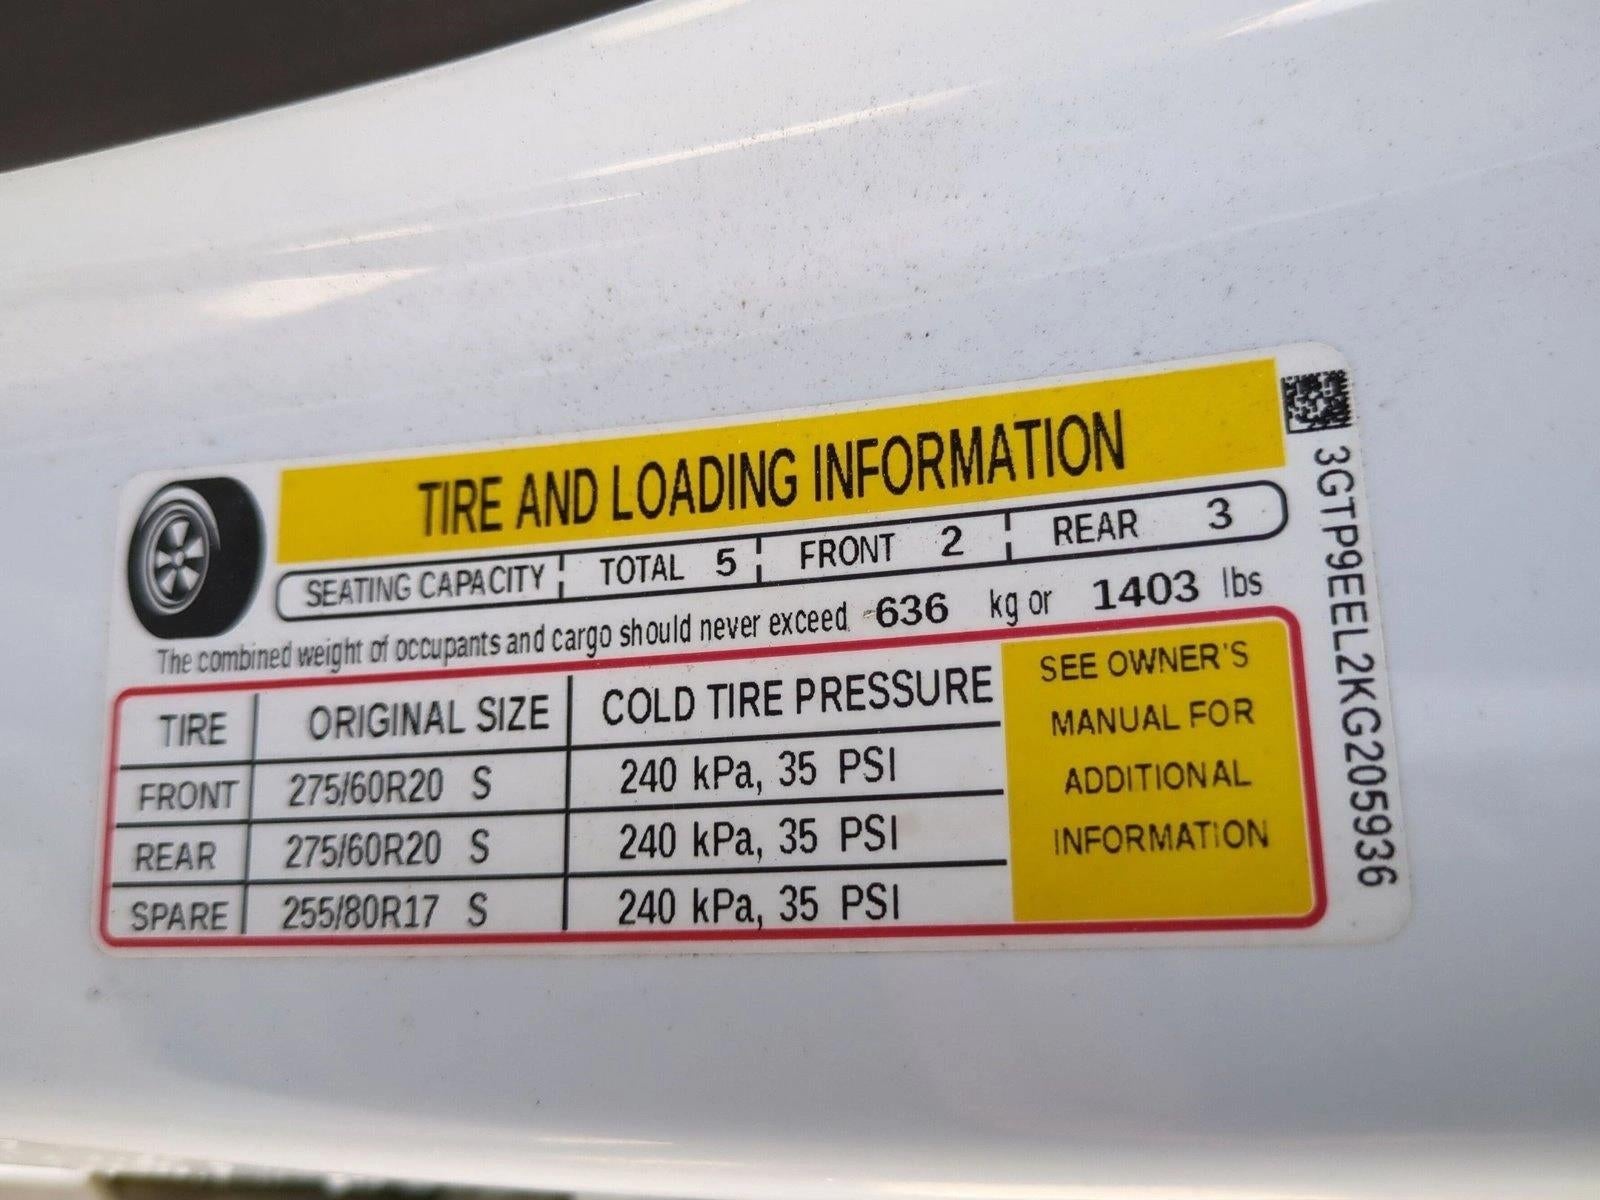 TIRE AND LOADING INFORMATION
SEATING CAPACITY TOTAL 5 FRONT 2 REAR 3
The combined weight of occupants and cargo should never exceed 636 kg or 1403 lbs
TIRE ORIGINAL SIZE COLD TIRE PRESSURE
FRONT 275/60R20 S 240 kPa, 35 PSI
REAR 275/60R20 S 240 kPa, 35 PSI
SPARE 255/80R17 S 240 kPa, 35 PSI
SEE OWNER'S
MANUAL FOR
ADDITIONAL
INFORMATION
3GTP9EEL2KG205936